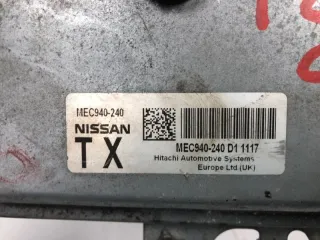 MEC940-240
NISSAN
TX
MEC940-240 D1 1117
Hitachi Automotive Systems
Europe Ltd.(UK)